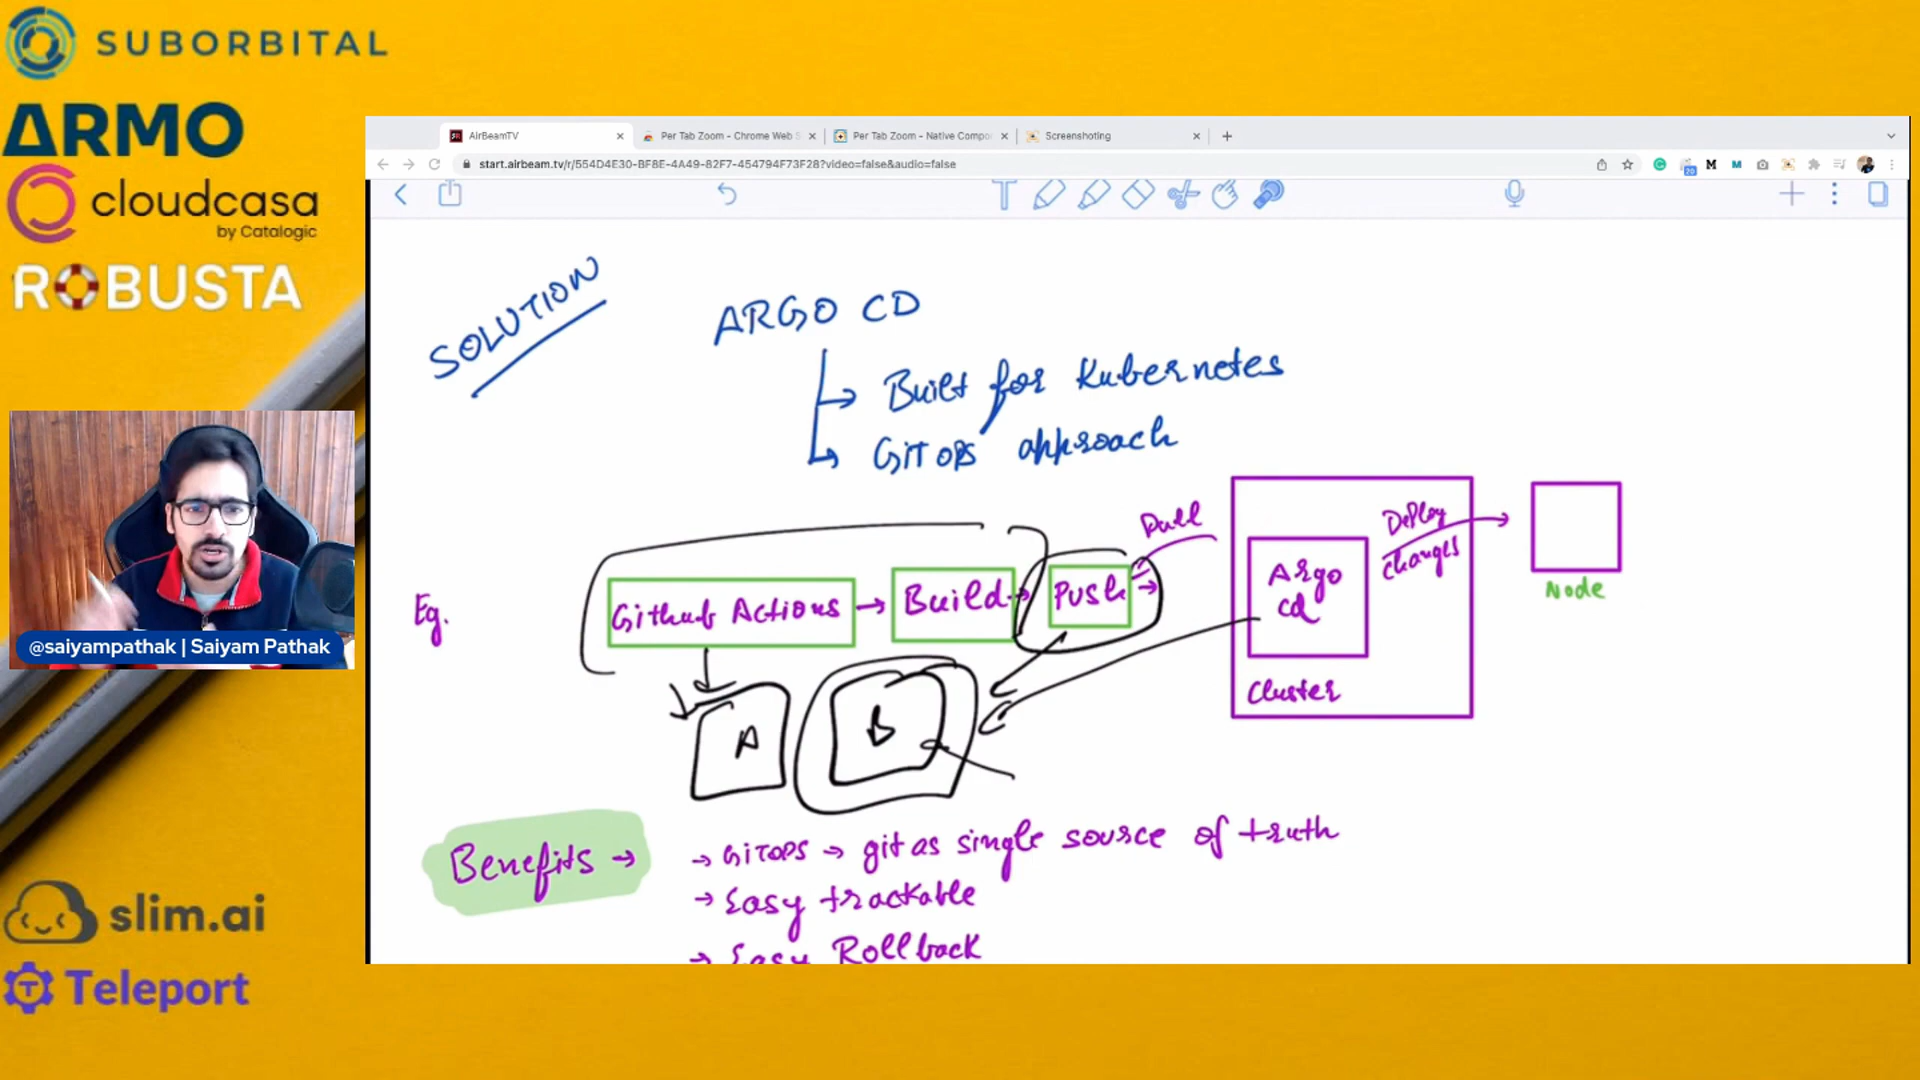 SUBORBITAL
ARMO
cloudcasa
by Catalogic
ROBUSTA
@saiyampathak | Saiyam Pathak
slim.ai
Teleport
AirBeamTV
Per Tab Zoom - Chrome Web S
Per Tab Zoom - Native Compo
Screenshoting
start.airbeam.tv/r/554D4E30-BF8E-4A49-82F7-454794F73F28?video=false&audio=false
SOLUTION
ARGO CD
Built for Kubernetes
GitOPS approach
Eg.
Github Actions
Build
Push
Pull
Argo
cd
Cluster
Deploy
changes
Node
A
B
Benefits →
→ GITOPS → git as single source of truth
→ Easy trackable
→ Easy Rollback